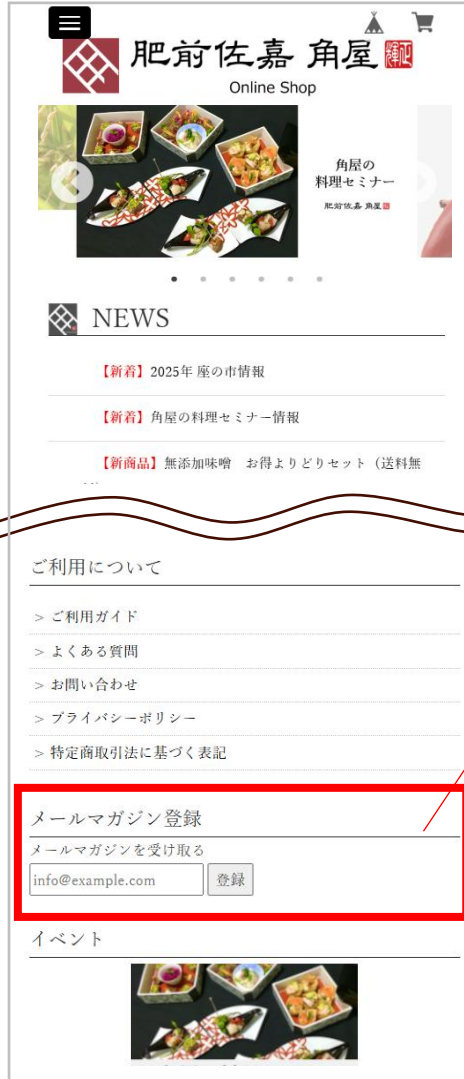 肥前佐嘉 角屋
Online Shop
角屋の
料理セミナー
肥前佐嘉 角屋
NEWS
【新着】2025年 座の市情報
【新着】角屋の料理セミナー情報
【新商品】無添加味噌　お得よりどりセット（送料無
ご利用について
> ご利用ガイド
> よくある質問
> お問い合わせ
> プライバシーポリシー
> 特定商取引法に基づく表記
メールマガジン登録
メールマガジンを受け取る
info@example.com 登録
イベント